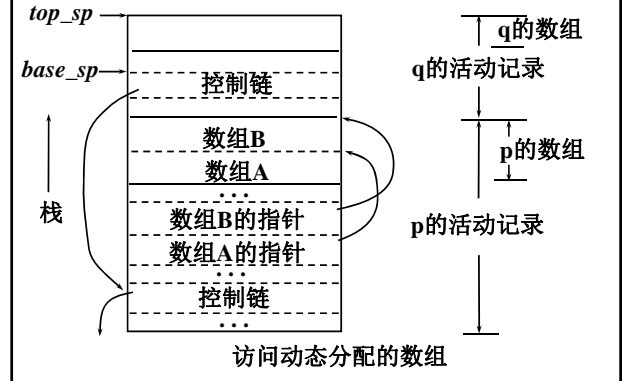 top_sp
q的数组
base_sp
q的活动记录
控制链
数组B
p的数组
数组A
...
栈
数组B的指针
p的活动记录
数组A的指针
...
控制链
...
访问动态分配的数组